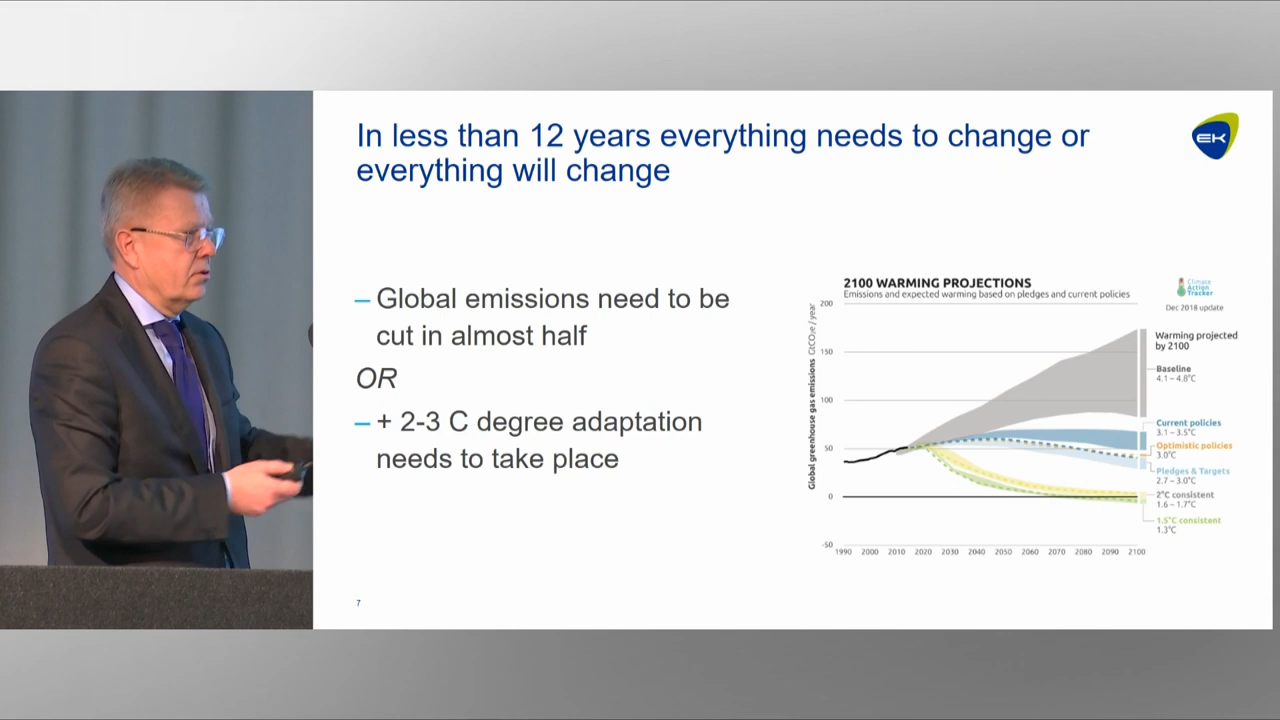 In less than 12 years everything needs to change or
everything will change
EK
– Global emissions need to be
cut in almost half
OR
– + 2-3 C degree adaptation
needs to take place
7
2100 WARMING PROJECTIONS
Emissions and expected warming based on pledges and current policies
Climate
Action
Tracker
Dec 2018 update
Global greenhouse gas emissions GtCO₂e / year
200
150
100
50
0
-50
1990 2000 2010 2020 2030 2040 2050 2060 2070 2080 2090 2100
Warming projected
by 2100
Baseline
4.1 – 4.8°C
Current policies
3.1 – 3.5°C
Optimistic policies
3.0°C
Pledges & Targets
2.7 – 3.0°C
2°C consistent
1.6 – 1.7°C
1.5°C consistent
1.3°C